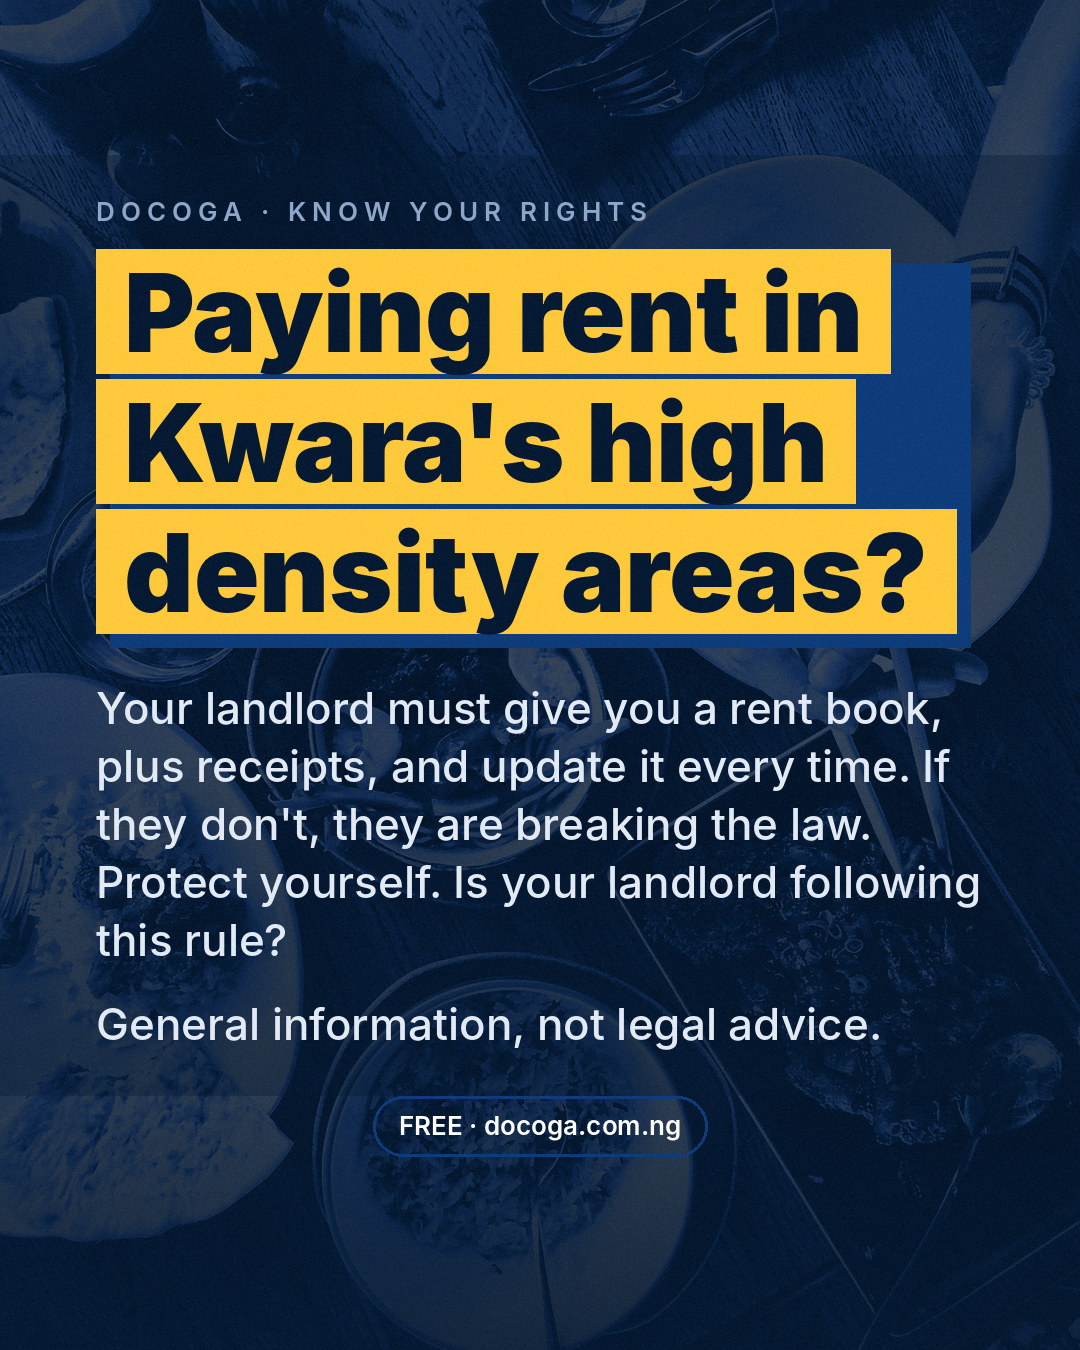 DOCOGA · KNOW YOUR RIGHTS
Paying rent in
Kwara's high
density areas?
Your landlord must give you a rent book,
plus receipts, and update it every time. If
they don't, they are breaking the law.
Protect yourself. Is your landlord following
this rule?
General information, not legal advice.
FREE · docoga.com.ng